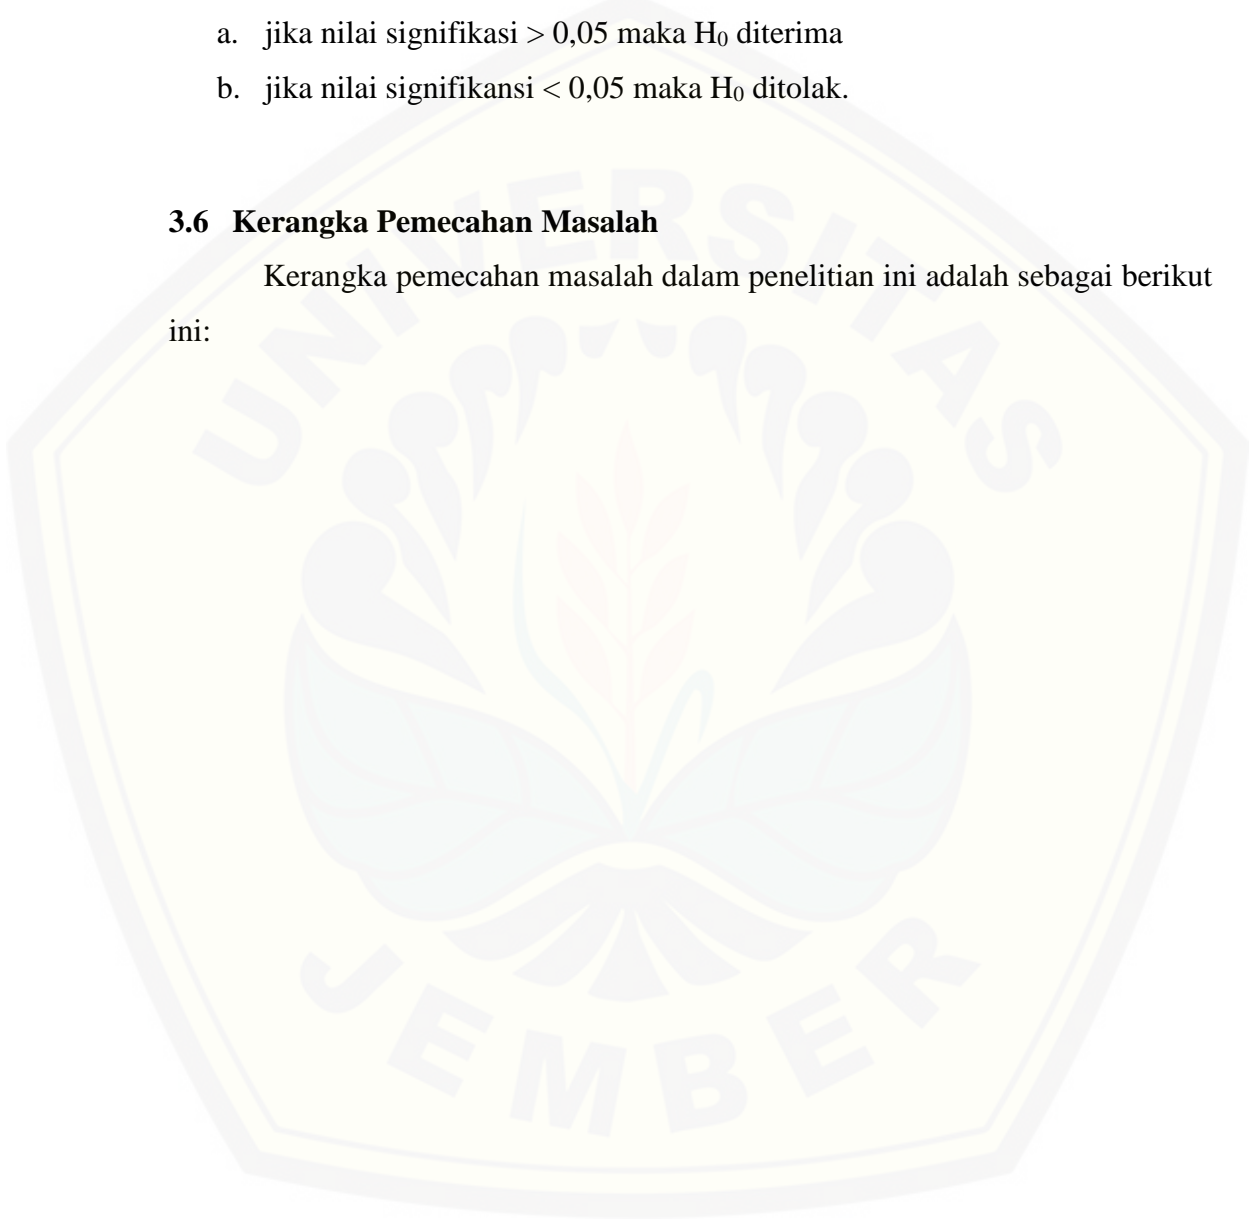 a. jika nilai signifikasi > 0,05 maka H₀ diterima
b. jika nilai signifikansi < 0,05 maka H₀ ditolak.
3.6 Kerangka Pemecahan Masalah
Kerangka pemecahan masalah dalam penelitian ini adalah sebagai berikut
ini:
UNIVERSITAS
JEMBER